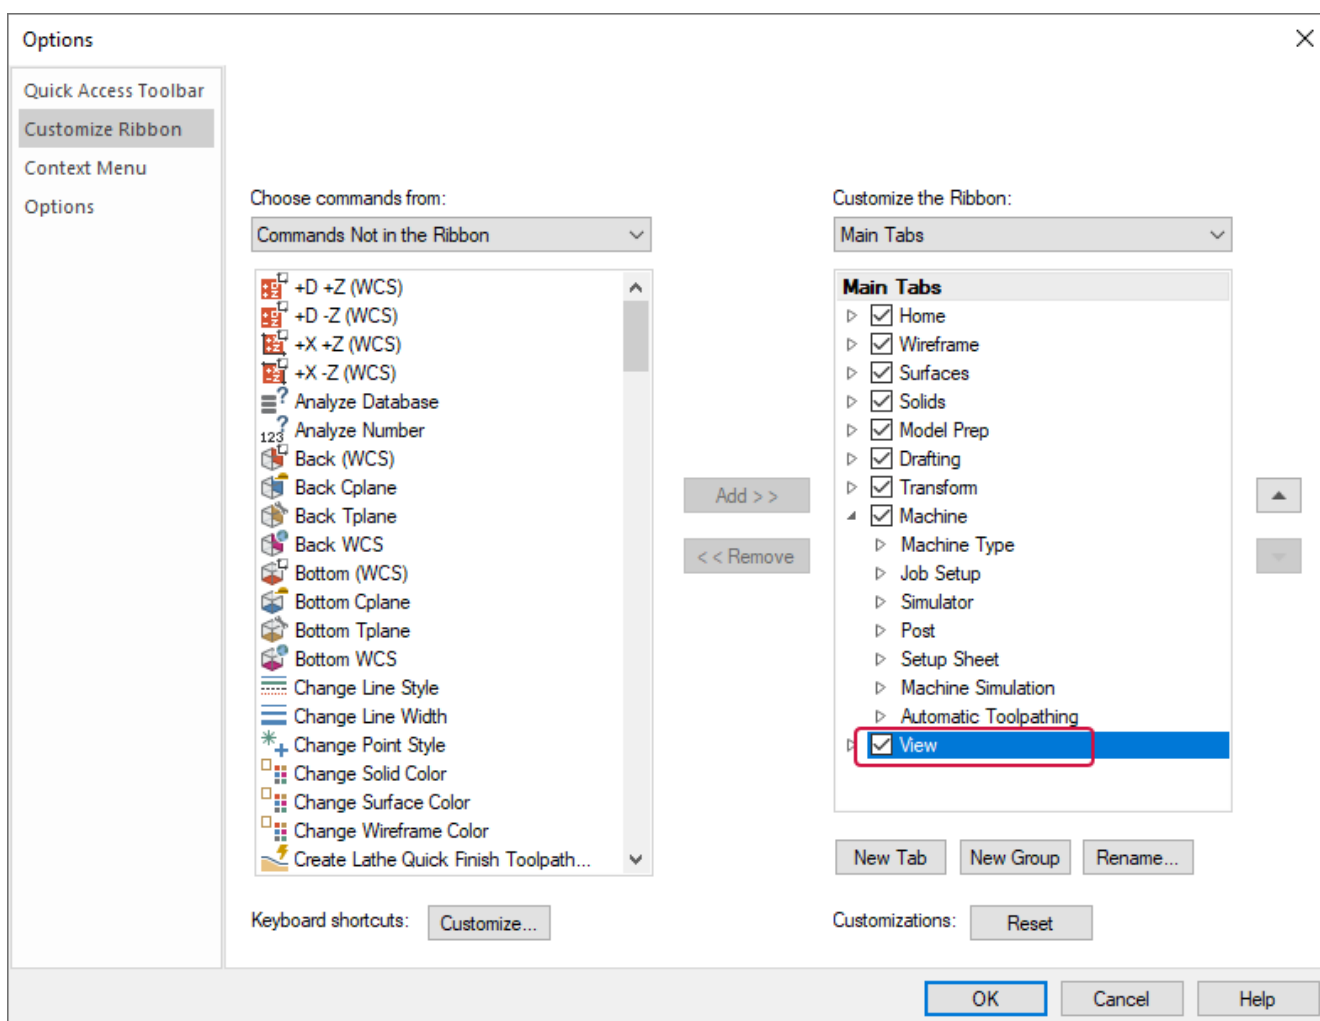 Options
Quick Access Toolbar
Customize Ribbon
Context Menu
Options
Choose commands from:
Commands Not in the Ribbon
+D +Z (WCS)
+D -Z (WCS)
+X +Z (WCS)
+X -Z (WCS)
Analyze Database
123 Analyze Number
Back (WCS)
Back Cplane
Back Tplane
Back WCS
Bottom (WCS)
Bottom Cplane
Bottom Tplane
Bottom WCS
Change Line Style
Change Line Width
Change Point Style
Change Solid Color
Change Surface Color
Change Wireframe Color
Create Lathe Quick Finish Toolpath...
Keyboard shortcuts: Customize...
Add > >
< < Remove
Customize the Ribbon:
Main Tabs
Main Tabs
Home
Wireframe
Surfaces
Solids
Model Prep
Drafting
Transform
Machine
Machine Type
Job Setup
Simulator
Post
Setup Sheet
Machine Simulation
Automatic Toolpathing
View
New Tab New Group Rename...
Customizations: Reset
OK Cancel Help